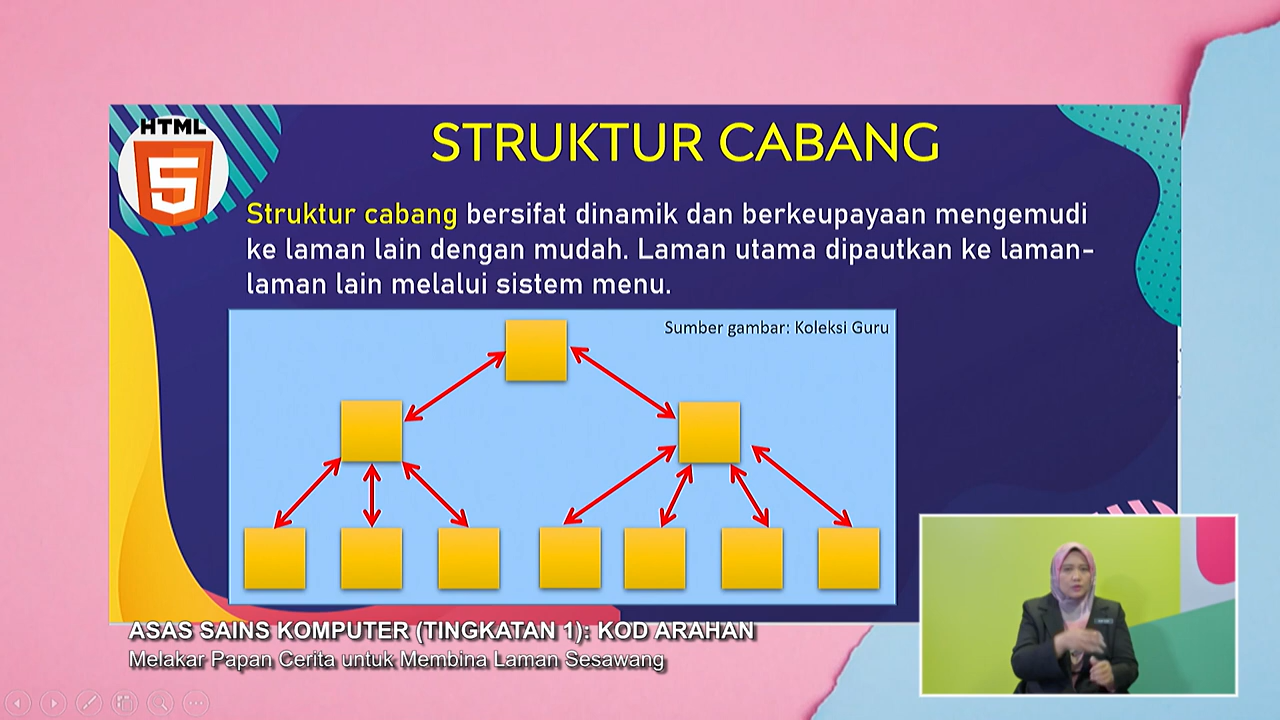 HTML
5
STRUKTUR CABANG
Struktur cabang bersifat dinamik dan berkeupayaan mengemudi
ke laman lain dengan mudah. Laman utama dipautkan ke laman-
laman lain melalui sistem menu.
Sumber gambar: Koleksi Guru
ASAS SAINS KOMPUTER (TINGKATAN 1): KOD ARAHAN
Melakar Papan Cerita untuk Membina Laman Sesawang